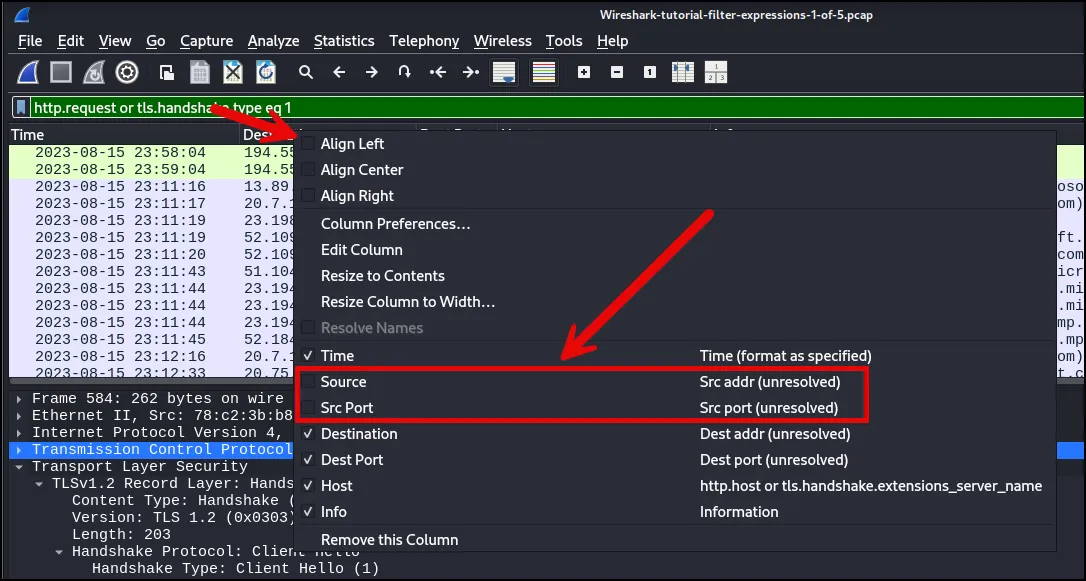 Wireshark-tutorial-filter-expressions-1-of-5.pcap
File Edit View Go Capture Analyze Statistics Telephony Wireless Tools Help
http.request or tls.handshake type eq 1
Time
2023-08-15 23:58:04 194.55
2023-08-15 23:59:04 194.55
2023-08-15 23:11:16 13.89.
2023-08-15 23:11:17 20.7.1
2023-08-15 23:11:19 23.198
2023-08-15 23:11:19 52.109
2023-08-15 23:11:20 52.109
2023-08-15 23:11:43 51.104
2023-08-15 23:11:44 23.194
2023-08-15 23:11:44 23.194
2023-08-15 23:11:44 23.194
2023-08-15 23:11:45 52.184
2023-08-15 23:12:16 20.7.1
2023-08-15 23:12:33 20.75
Align Left
Align Center
Align Right
Column Preferences...
Edit Column
Resize to Contents
Resize Column to Width...
Resolve Names
Time Time (format as specified)
Source Src addr (unresolved)
Src Port Src port (unresolved)
Destination Dest addr (unresolved)
Dest Port Dest port (unresolved)
Host http.host or tls.handshake.extensions_server_name
Info Information
Remove this Column
Frame 584: 262 bytes on wire
Ethernet II, Src: 78:c2:3b:b8
Internet Protocol Version 4,
Transmission Control Protocol
Transport Layer Security
TLSv1.2 Record Layer: Hands
Content Type: Handshake (
Version: TLS 1.2 (0x0303)
Length: 203
Handshake Protocol: Client Hello
Handshake Type: Client Hello (1)